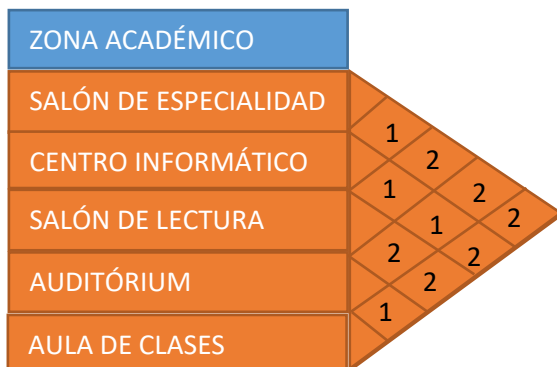 ZONA ACADÉMICO
SALÓN DE ESPECIALIDAD
1
CENTRO INFORMÁTICO 2
1 2
SALÓN DE LECTURA 1 2
2 2
AUDITÓRIUM 2
1
AULA DE CLASES